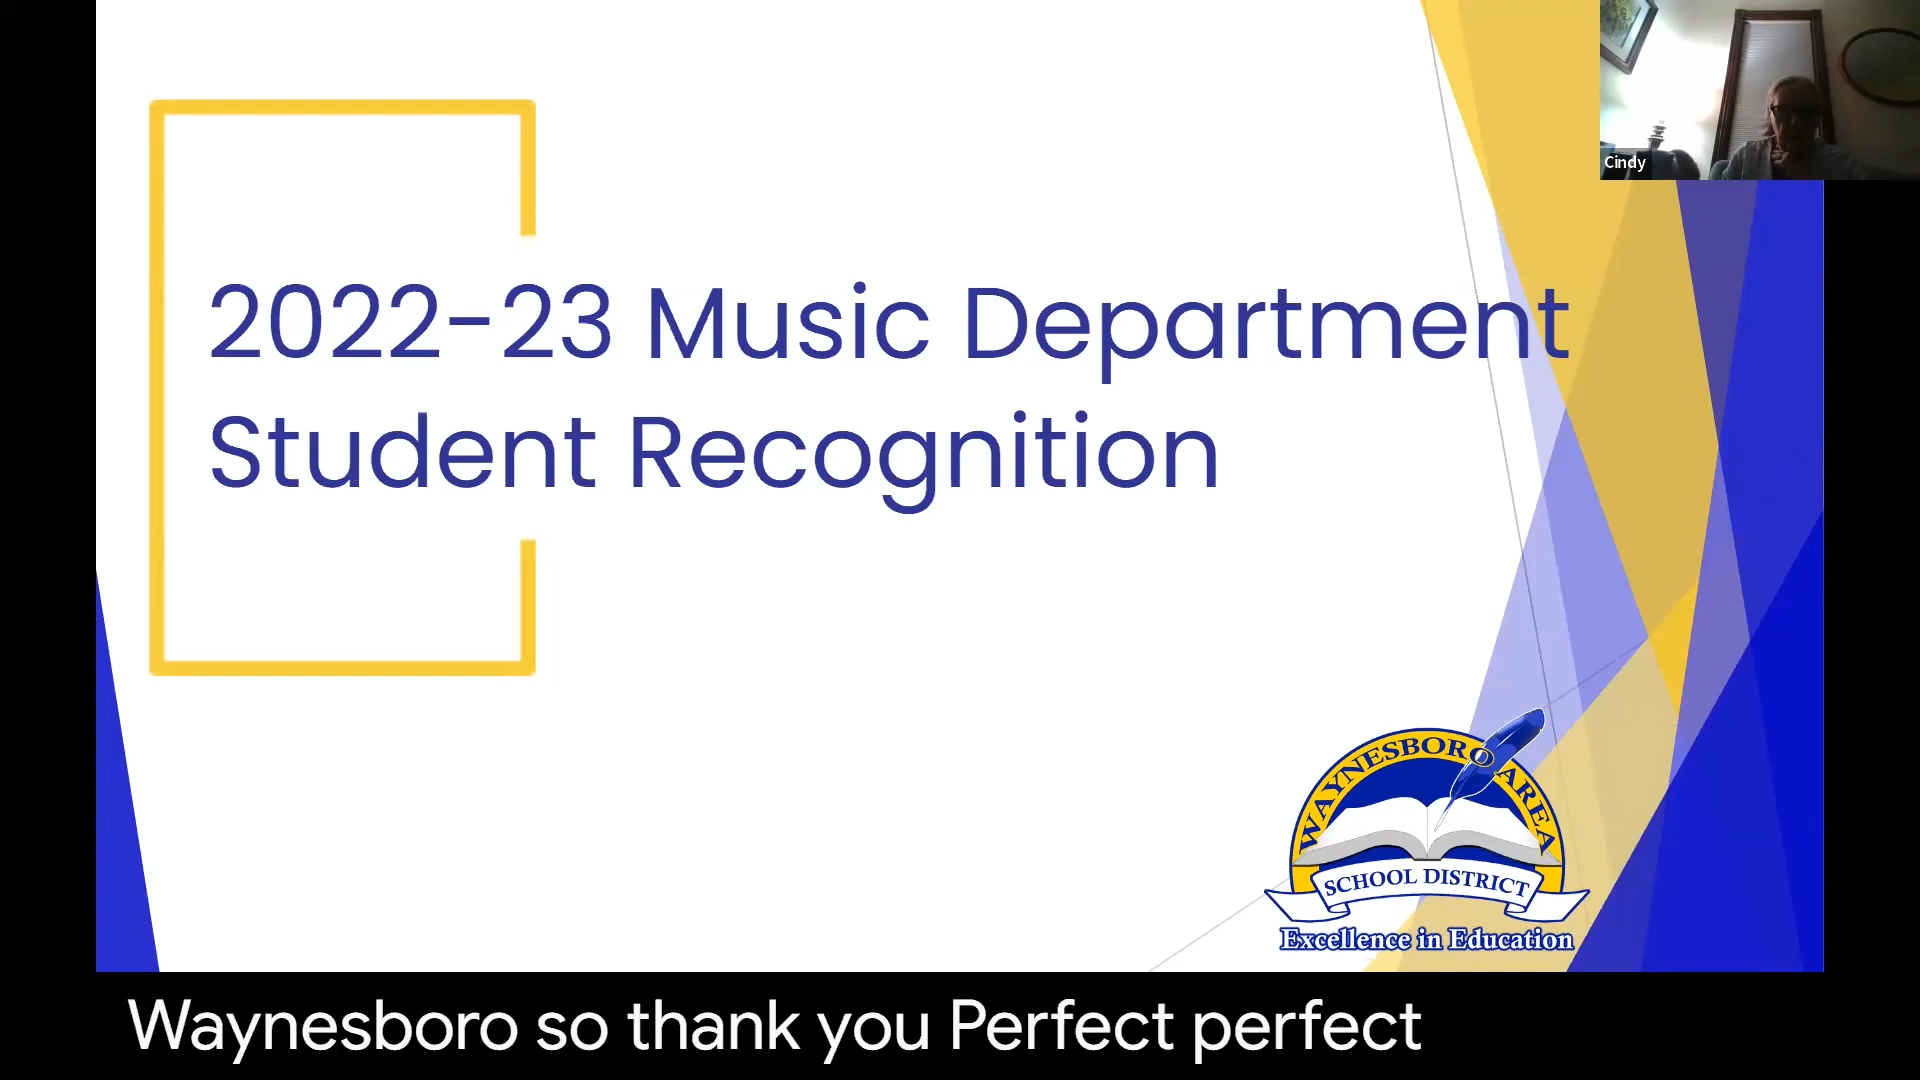 Cindy
2022-23 Music Department
Student Recognition
WAYNESBORO AREA
SCHOOL DISTRICT
Excellence in Education
Waynesboro so thank you Perfect perfect